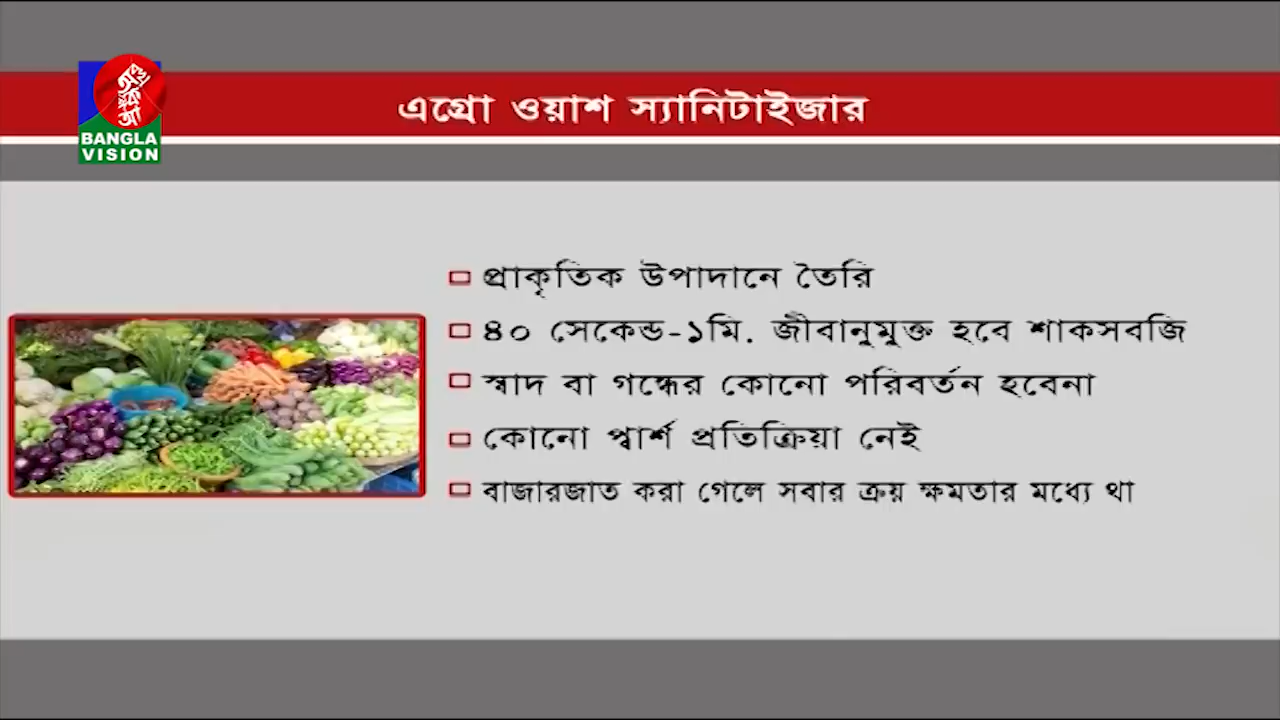 এগ্রো ওয়াশ স্যানিটাইজার
BANGLA
VISION
প্রাকৃতিক উপাদানে তৈরি
৪০ সেকেন্ড-১মি. জীবানুমুক্ত হবে শাকসবজি
স্বাদ বা গন্ধের কোনো পরিবর্তন হবেনা
কোনো প্বার্শ প্রতিক্রিয়া নেই
বাজারজাত করা গেলে সবার ক্রয় ক্ষমতার মধ্যে থা